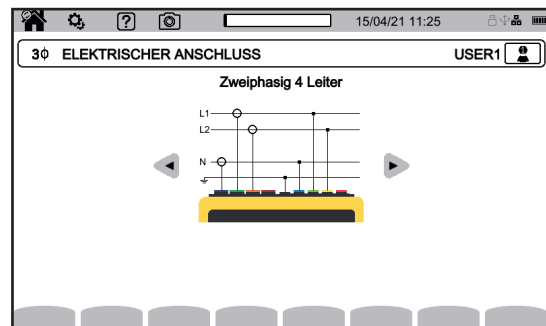 ?
15/04/21 11:25
3ϕ ELEKTRISCHER ANSCHLUSS
USER1
Zweiphasig 4 Leiter
L1
L2
N